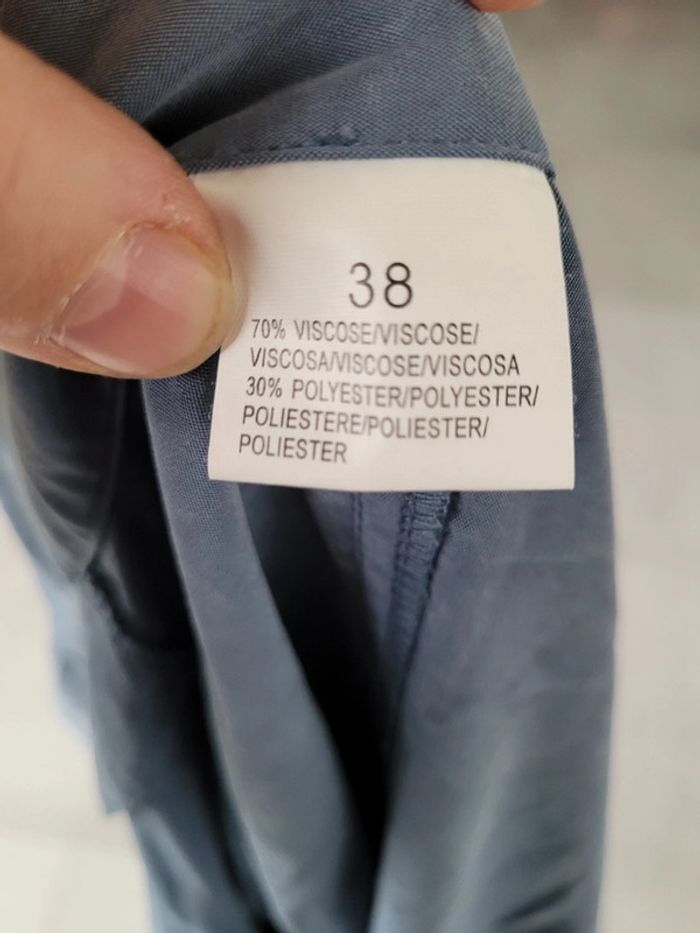 38
70% VISCOSE/VISCOSE/
VISCOSA/VISCOSE/VISCOSA
30% POLYESTER/POLYESTER/
POLIESTERE/POLIESTER/
POLIESTER